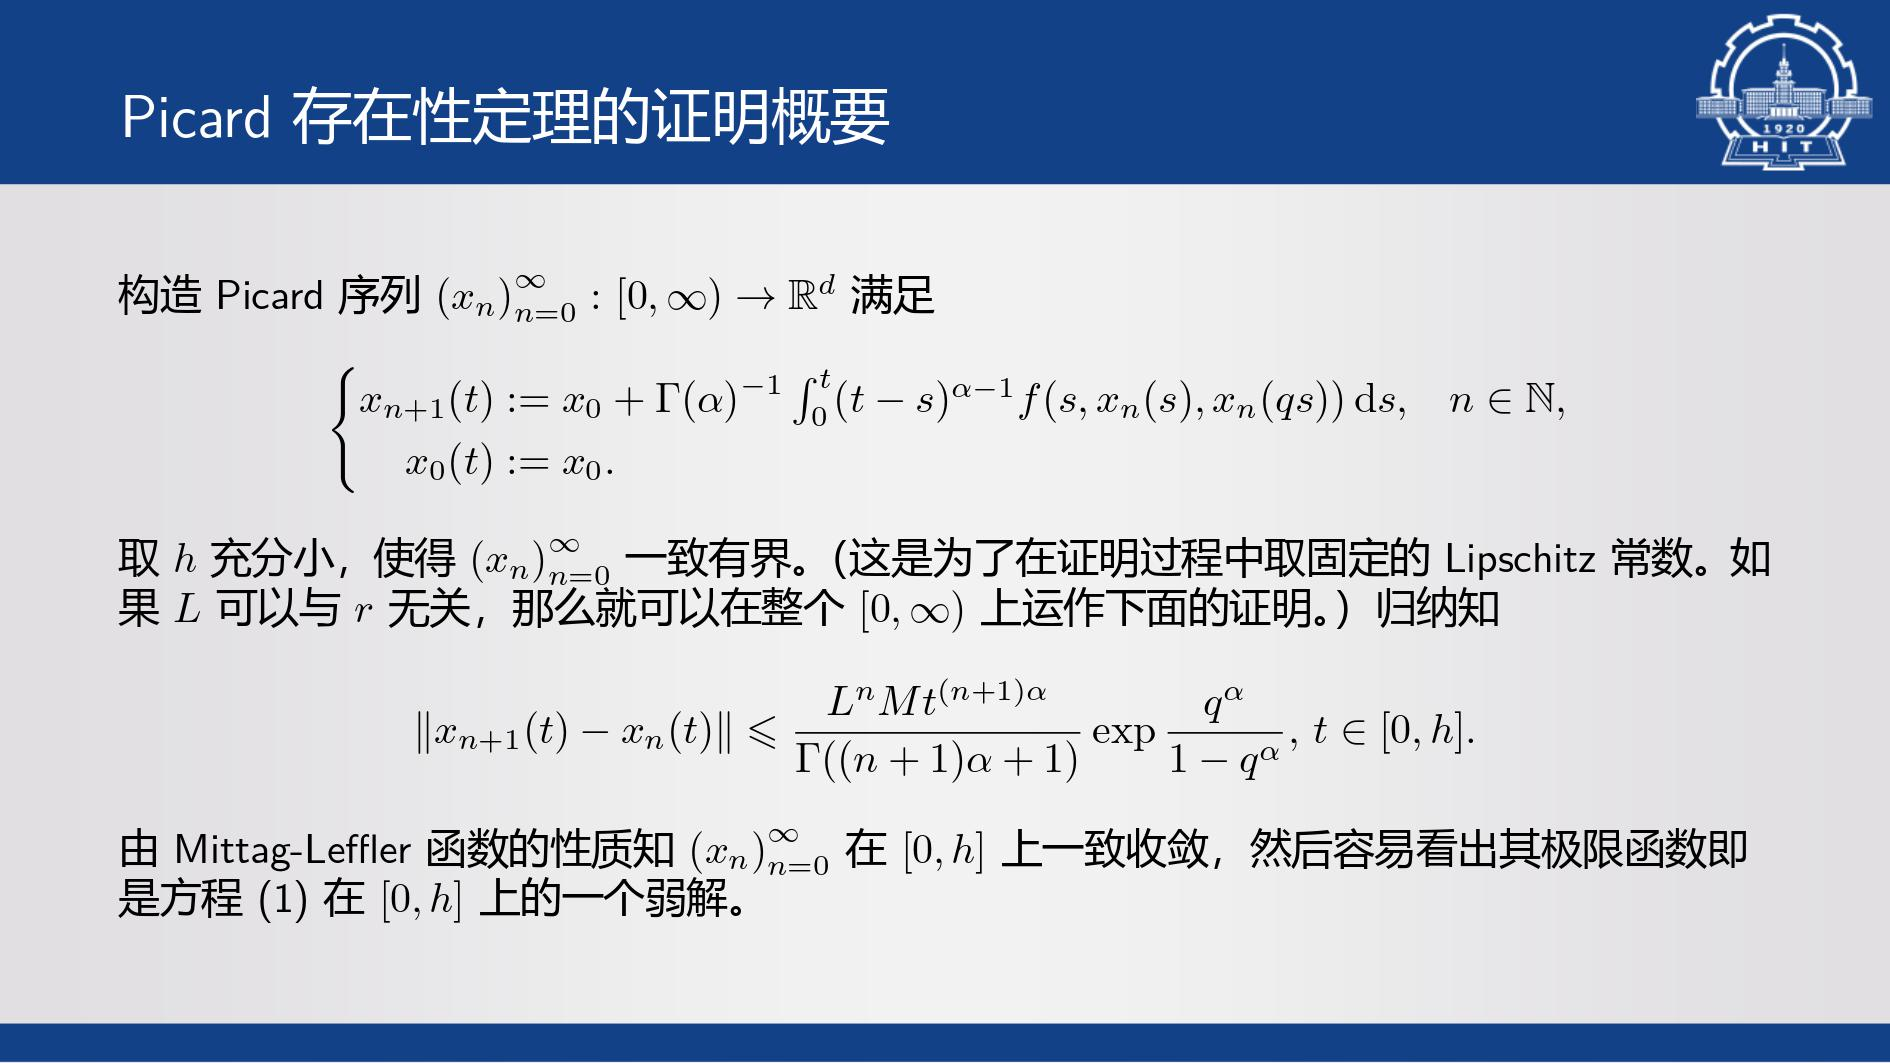 Picard 存在性定理的证明概要
1920
HIT
构造 Picard 序列 $(x_n)_{n=0}^{\infty} : [0, \infty) \to \mathbb{R}^d$ 满足
$x_{n+1}(t) := x_0 + \Gamma(\alpha)^{-1} \int_0^t (t-s)^{\alpha-1} f(s, x_n(s), x_n(qs)) \, \mathrm{d}s, \quad n \in \mathbb{N},$
$x_0(t) := x_0.$
取 $h$ 充分小，使得 $(x_n)_{n=0}^{\infty}$ 一致有界。（这是为了在证明过程中取固定的 Lipschitz 常数。如
果 $L$ 可以与 $r$ 无关，那么就可以在整个 $[0, \infty)$ 上运作下面的证明。）归纳知
$\|x_{n+1}(t) - x_n(t)\| \leqslant \frac{L^n M t^{(n+1)\alpha}}{\Gamma((n+1)\alpha+1)} \exp \frac{q^\alpha}{1-q^\alpha}, \, t \in [0, h].$
由 Mittag-Leffler 函数的性质知 $(x_n)_{n=0}^{\infty}$ 在 $[0, h]$ 上一致收敛，然后容易看出其极限函数即
是方程 (1) 在 $[0, h]$ 上的一个弱解。